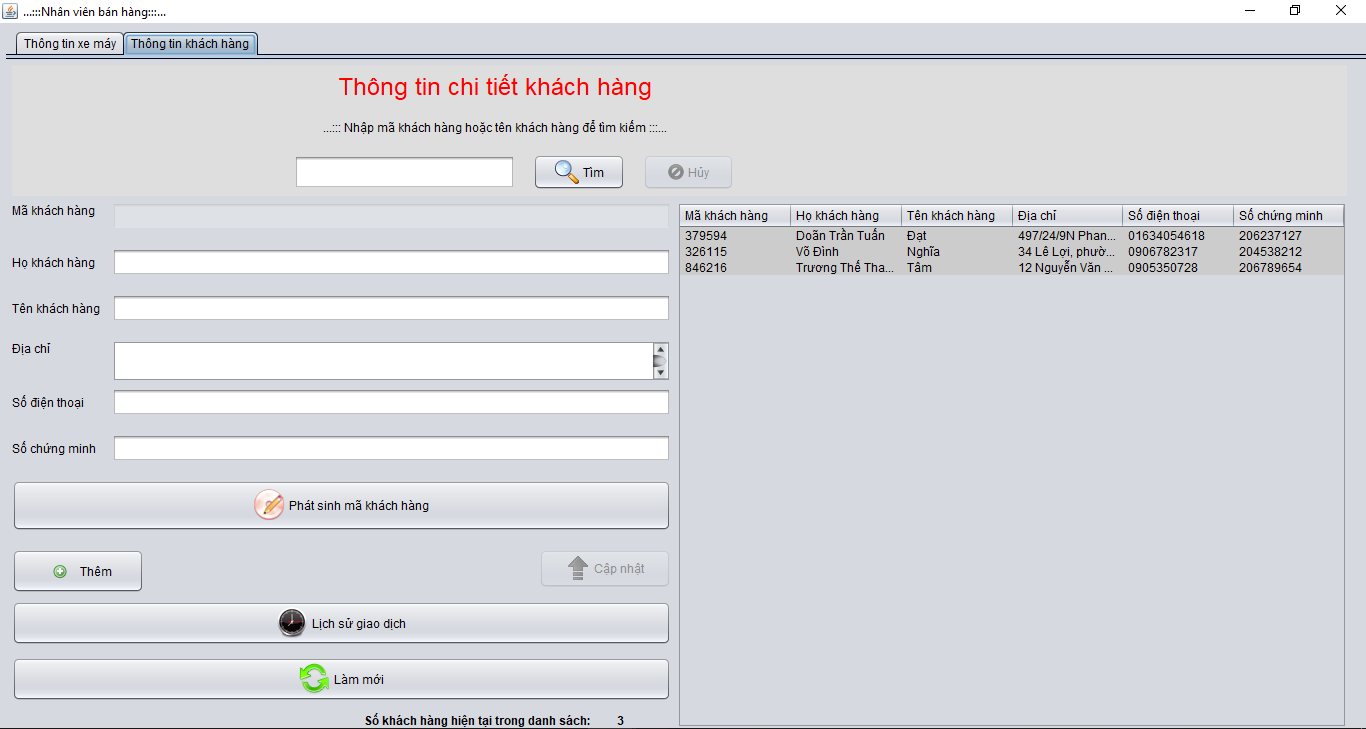 ...:::Nhân viên bán hàng:::...
Thông tin xe máy Thông tin khách hàng
Thông tin chi tiết khách hàng
...::: Nhập mã khách hàng hoặc tên khách hàng để tìm kiếm :::...
Tìm Hủy
Mã khách hàng
Họ khách hàng
Tên khách hàng
Địa chỉ
Số điện thoại
Số chứng minh
Phát sinh mã khách hàng
Thêm Cập nhật
Lịch sử giao dịch
Làm mới
Số khách hàng hiện tại trong danh sách: 3
Mã khách hàng Họ khách hàng Tên khách hàng Địa chỉ Số điện thoại Số chứng minh
379594 Doãn Trần Tuấn Đạt 497/24/9N Phan... 01634054618 206237127
326115 Võ Đình Nghĩa 34 Lê Lợi, phườ... 0906782317 204538212
846216 Trương Thế Tha... Tâm 12 Nguyễn Văn ... 0905350728 206789654